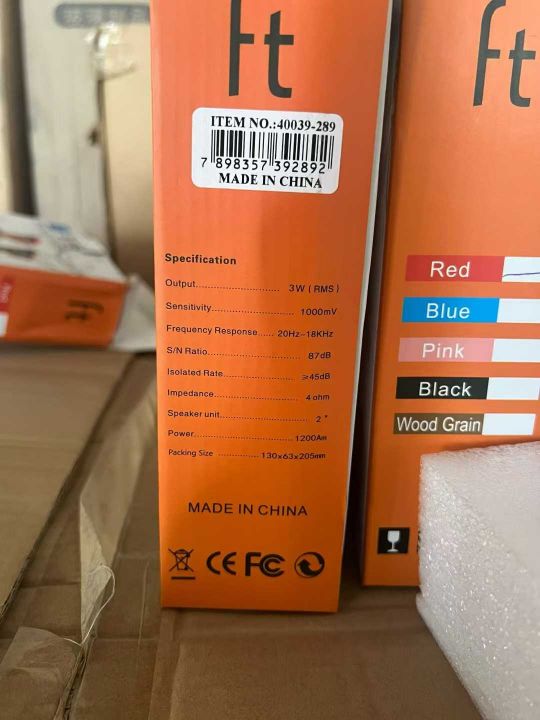 ft
ITEM NO.:40039-289
7 898357 392892
MADE IN CHINA
Specification
Output........................ 3W (RMS)
Sensitivity........................ 1000mV
Frequency Response..... 20Hz-18KHz
S/N Ratio........................ 87dB
Isolated Rate........................ ≥45dB
Impedance........................ 4 ohm
Speaker unit........................ 2"
Power........................ 1200Am
Packing Size ............... 130x63x205mm
MADE IN CHINA
CE FC
ft
Red
Blue
Pink
Black
Wood Grain
ft